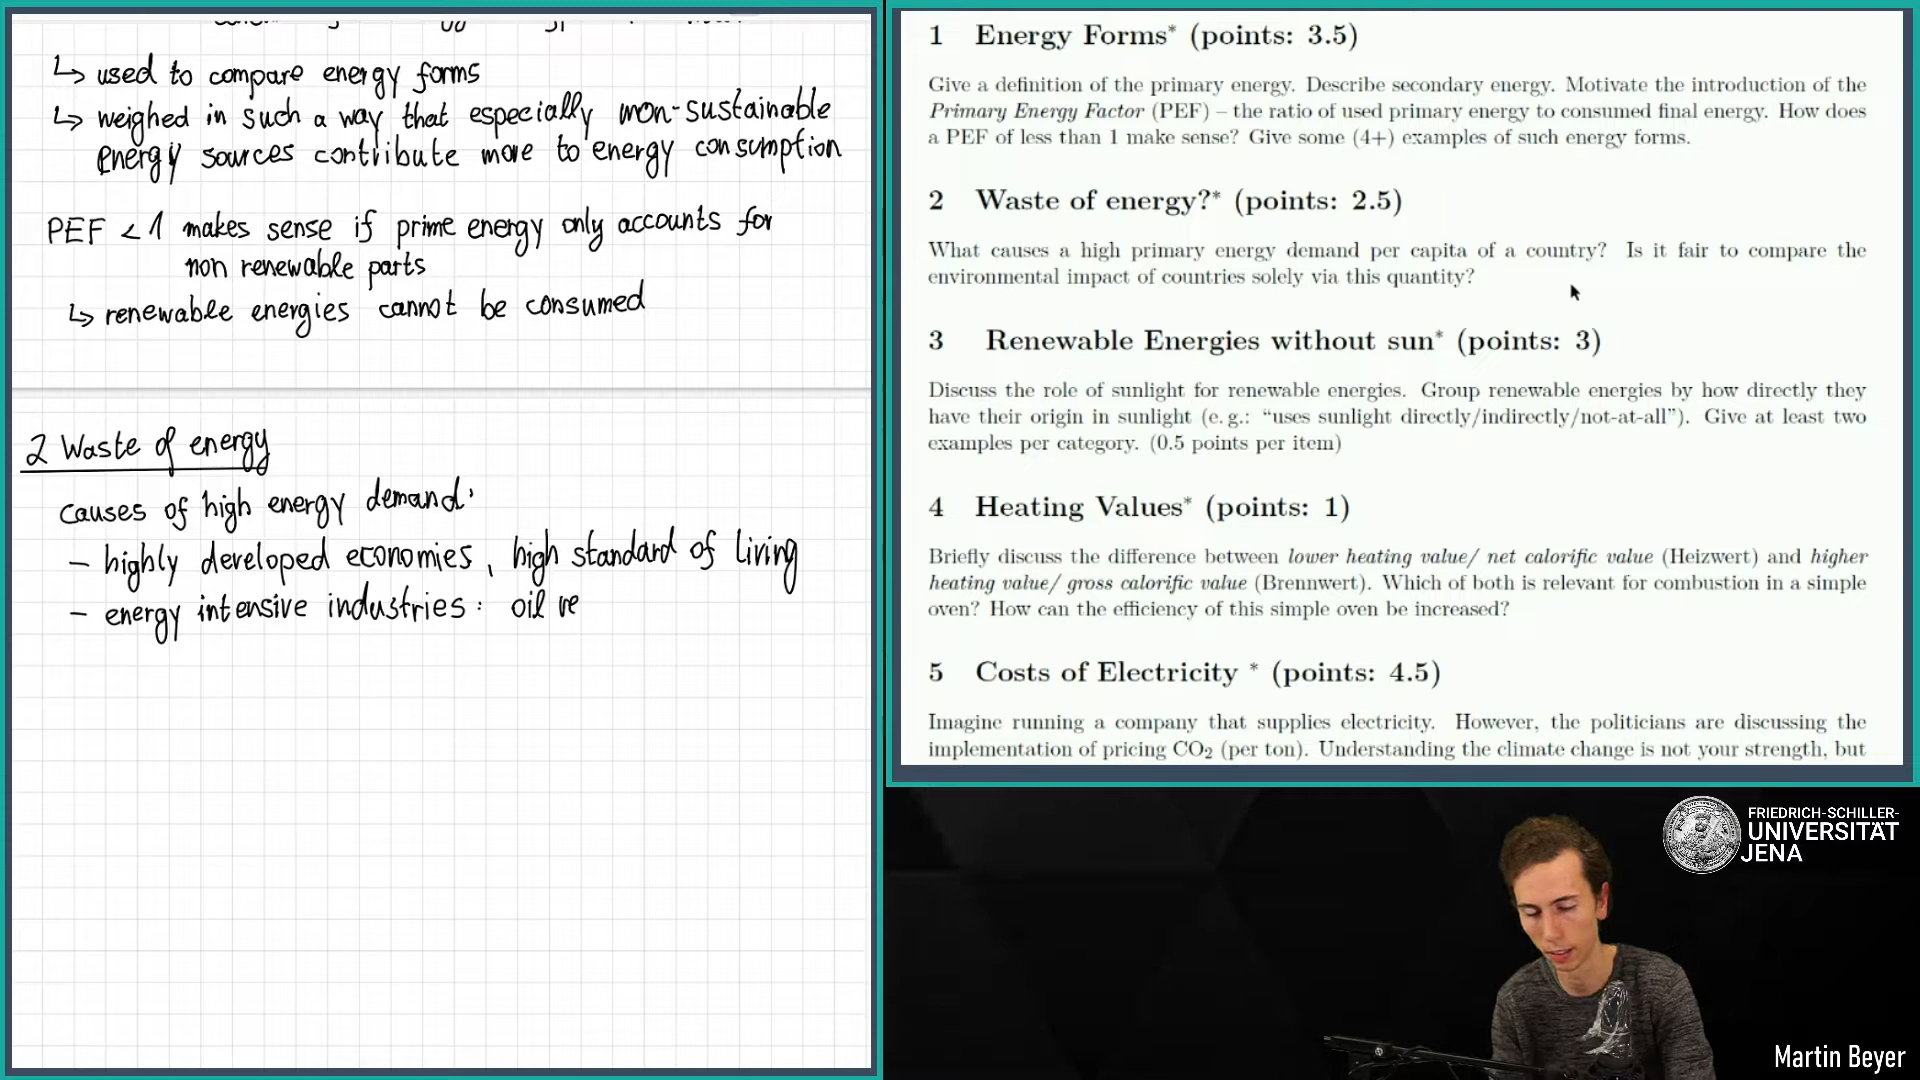 ↳ used to compare energy forms
↳ weighed in such a way that especially non-sustainable
energy sources contribute more to energy consumption
PEF < 1 makes sense if prime energy only accounts for
non renewable parts
↳ renewable energies cannot be consumed
2 Waste of energy
causes of high energy demand:
- highly developed economies, high standard of living
- energy intensive industries: oil re
1 Energy Forms* (points: 3.5)
Give a definition of the primary energy. Describe secondary energy. Motivate the introduction of the
Primary Energy Factor (PEF) – the ratio of used primary energy to consumed final energy. How does
a PEF of less than 1 make sense? Give some (4+) examples of such energy forms.
2 Waste of energy?* (points: 2.5)
What causes a high primary energy demand per capita of a country? Is it fair to compare the
environmental impact of countries solely via this quantity?
3 Renewable Energies without sun* (points: 3)
Discuss the role of sunlight for renewable energies. Group renewable energies by how directly they
have their origin in sunlight (e. g.: “uses sunlight directly/indirectly/not-at-all”). Give at least two
examples per category. (0.5 points per item)
4 Heating Values* (points: 1)
Briefly discuss the difference between lower heating value/ net calorific value (Heizwert) and higher
heating value/ gross calorific value (Brennwert). Which of both is relevant for combustion in a simple
oven? How can the efficiency of this simple oven be increased?
5 Costs of Electricity * (points: 4.5)
Imagine running a company that supplies electricity. However, the politicians are discussing the
implementation of pricing CO₂ (per ton). Understanding the climate change is not your strength, but
FRIEDRICH-SCHILLER-
UNIVERSITÄT
JENA
Martin Beyer